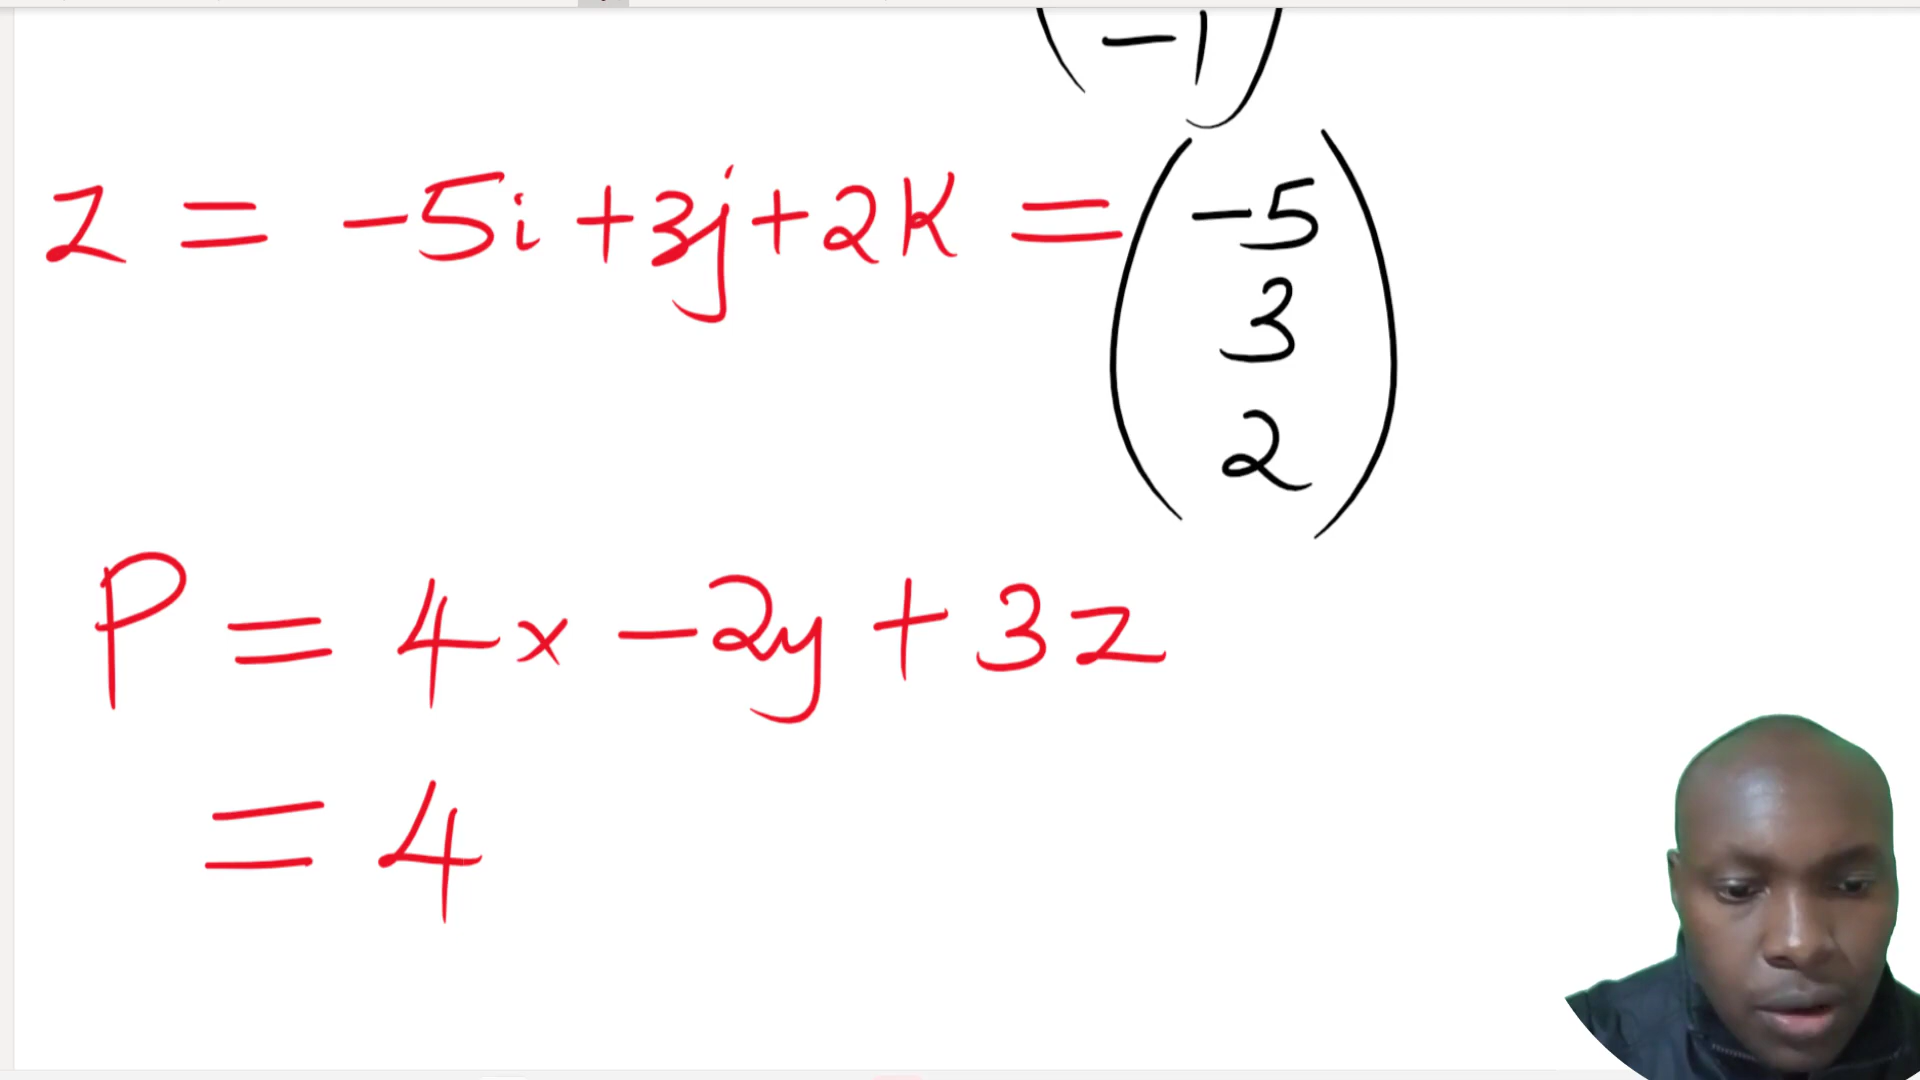 -1
z = -5i + 3j + 2k = (-5
3
2)
P = 4x - 2y + 3z
= 4